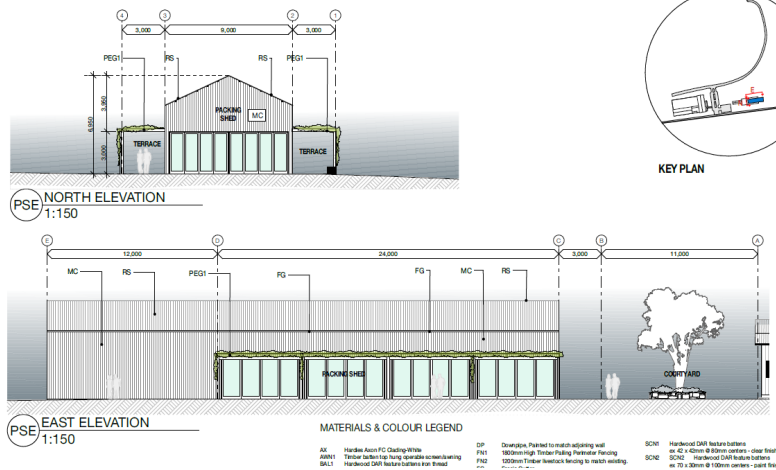 4 3 2 1
3,000 9,000 3,000
PEG1 RS RS PEG1
3,950
6,950
3,000
PACKING
SHED
MC
TERRACE
TERRACE
E
KEY PLAN
PSE NORTH ELEVATION
1:150
E D C B A
12,000 24,000 3,000 11,000
MC RS PEG1 FG FG MC RS
PACKING SHED
COURTYARD
PSE EAST ELEVATION
1:150
MATERIALS & COLOUR LEGEND
AX Hardies Axon FC Clading-White
AWN1 Timber batten top hung operable screen/awning
BAL1 Hardwood DAR feature battens iron thread
DP Downpipe, Painted to match adjoining wall
FN1 1800mm High Timber Pailing Perimeter Fencing
FN2 1200mm Timber livestock fencing to match existing.
SCN1 Hardwood DAR feature battens
ex 42 x 42mm @ 80mm centers - clear finis
SCN2 SCN2 Hardwood DAR feature battens
ex 70 x 30mm @ 100mm centers - paint finis